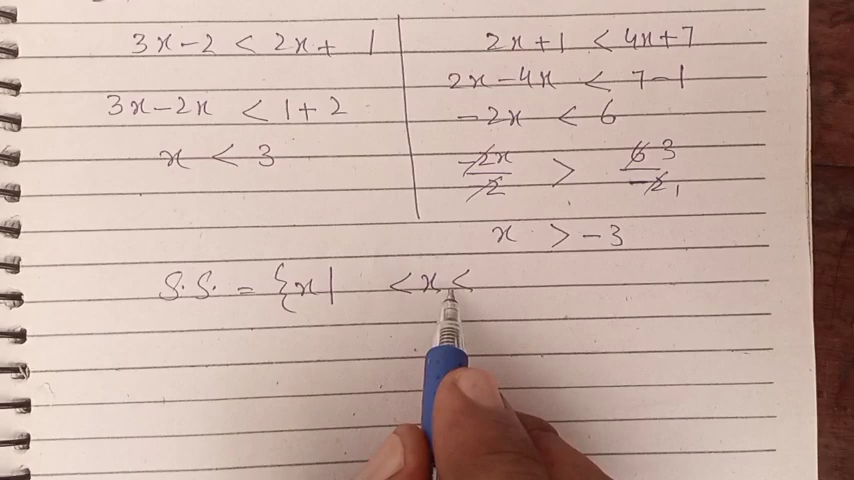 3x-2 < 2x+ 1
3x-2x < 1+2
x < 3
2x+1 < 4x+7
2x-4x < 7-1
-2x < 6
-2x/-2 > 6 3/-2 1
x > -3
S.S. = {x| < x <